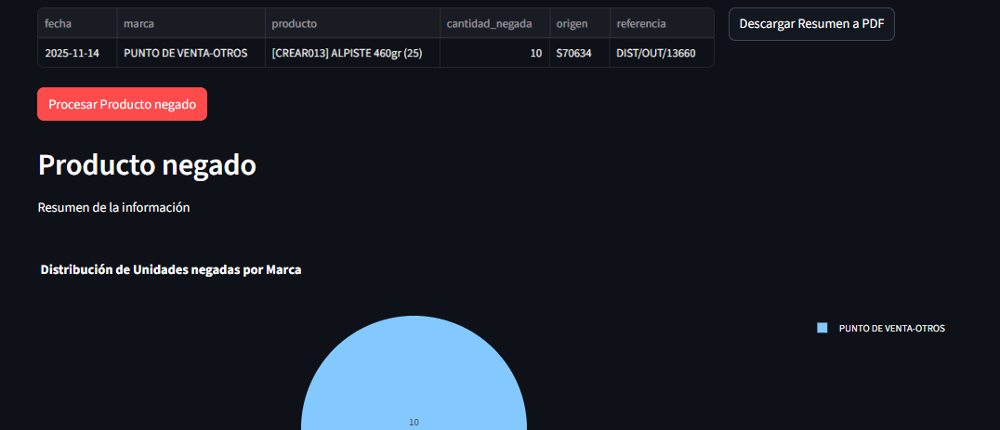 fecha marca producto cantidad_negada origen referencia Descargar Resumen a PDF
2025-11-14 PUNTO DE VENTA-OTROS [CREAR013] ALPISTE 460gr (25) 10 S70634 DIST/OUT/13660
Procesar Producto negado
Producto negado
Resumen de la información
Distribución de Unidades negadas por Marca
PUNTO DE VENTA-OTROS
10